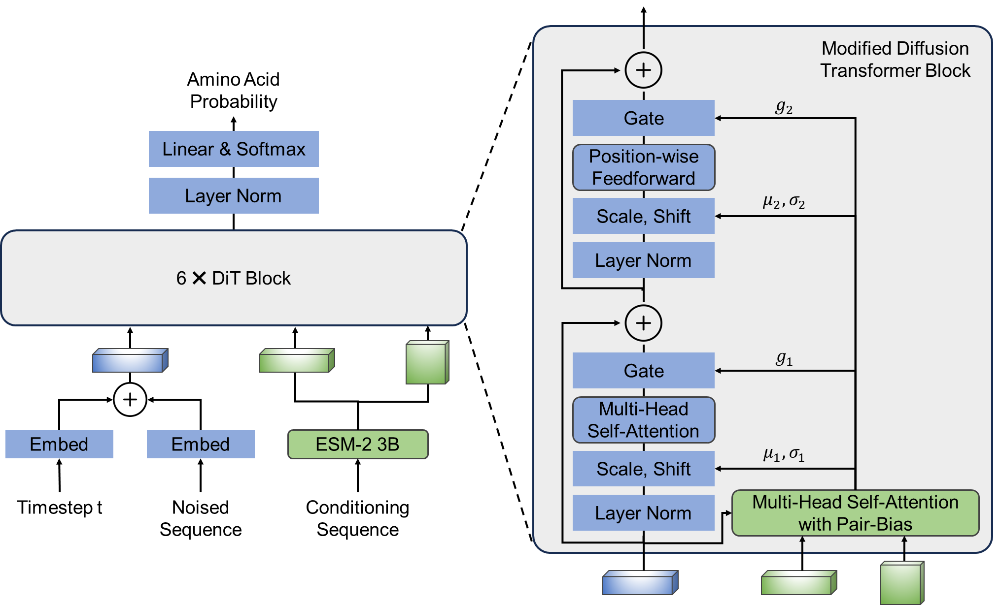 Amino Acid
Probability
Linear & Softmax
Layer Norm
6 × DiT Block
Embed
Embed
ESM-2 3B
Timestep t
Noised
Sequence
Conditioning
Sequence
Modified Diffusion
Transformer Block
+
Gate
g₂
Position-wise
Feedforward
Scale, Shift
μ₂, σ₂
Layer Norm
+
Gate
g₁
Multi-Head
Self-Attention
Scale, Shift
μ₁, σ₁
Layer Norm
Multi-Head Self-Attention
with Pair-Bias
+